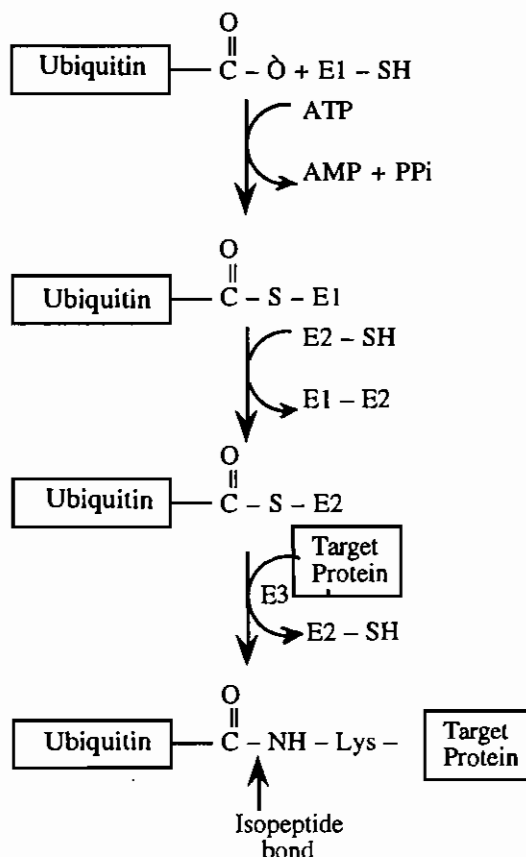 O
||
Ubiquitin — C – Ò + E1 – SH
ATP
AMP + PPi
O
||
Ubiquitin — C – S – E1
E2 – SH
E1 – E2
O
||
Ubiquitin — C – S – E2
Target
Protein
E3
E2 – SH
O
||
Ubiquitin — C – NH – Lys – Target
Protein
Isopeptide
bond